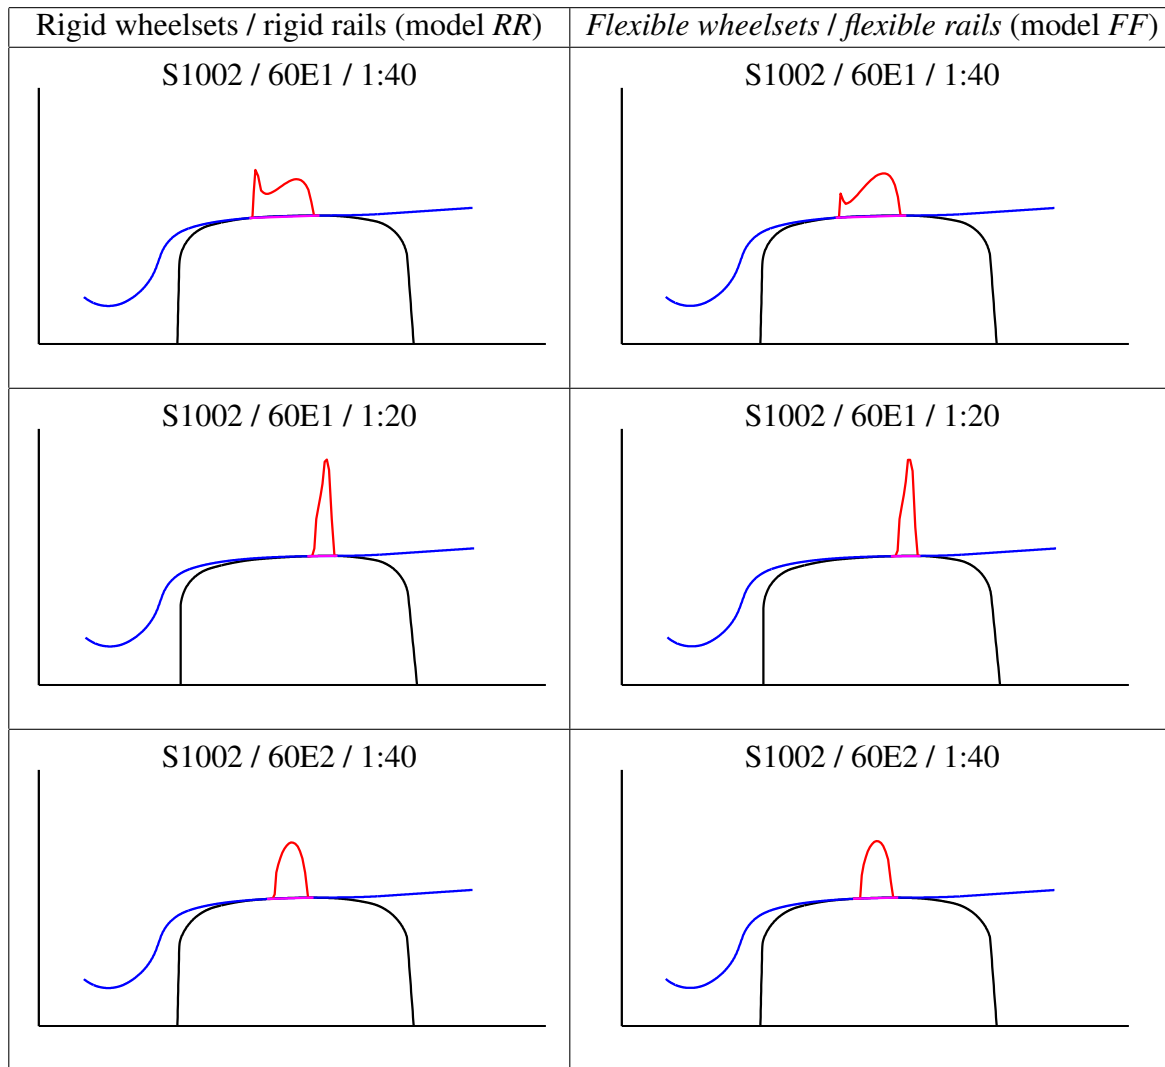 Rigid wheelsets / rigid rails (model RR)
Flexible wheelsets / flexible rails (model FF)
S1002 / 60E1 / 1:40
S1002 / 60E1 / 1:40
S1002 / 60E1 / 1:20
S1002 / 60E1 / 1:20
S1002 / 60E2 / 1:40
S1002 / 60E2 / 1:40